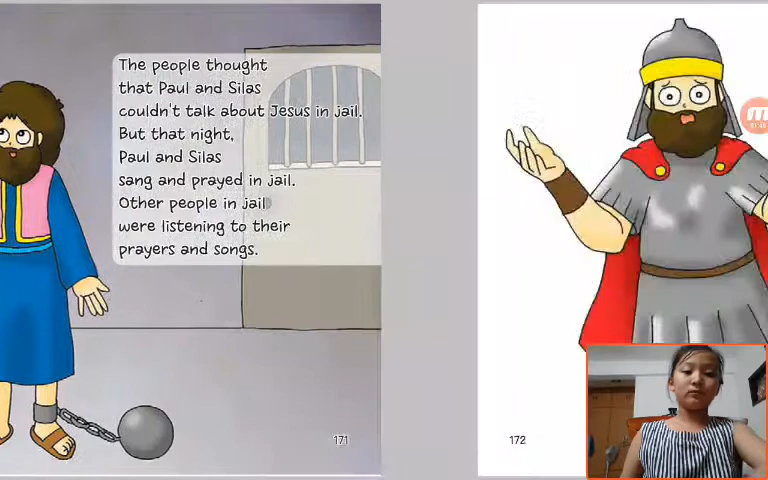 The people thought
that Paul and Silas
couldn't talk about Jesus in jail.
But that night,
Paul and Silas
sang and prayed in jail.
Other people in jail
were listening to their
prayers and songs.
171
172